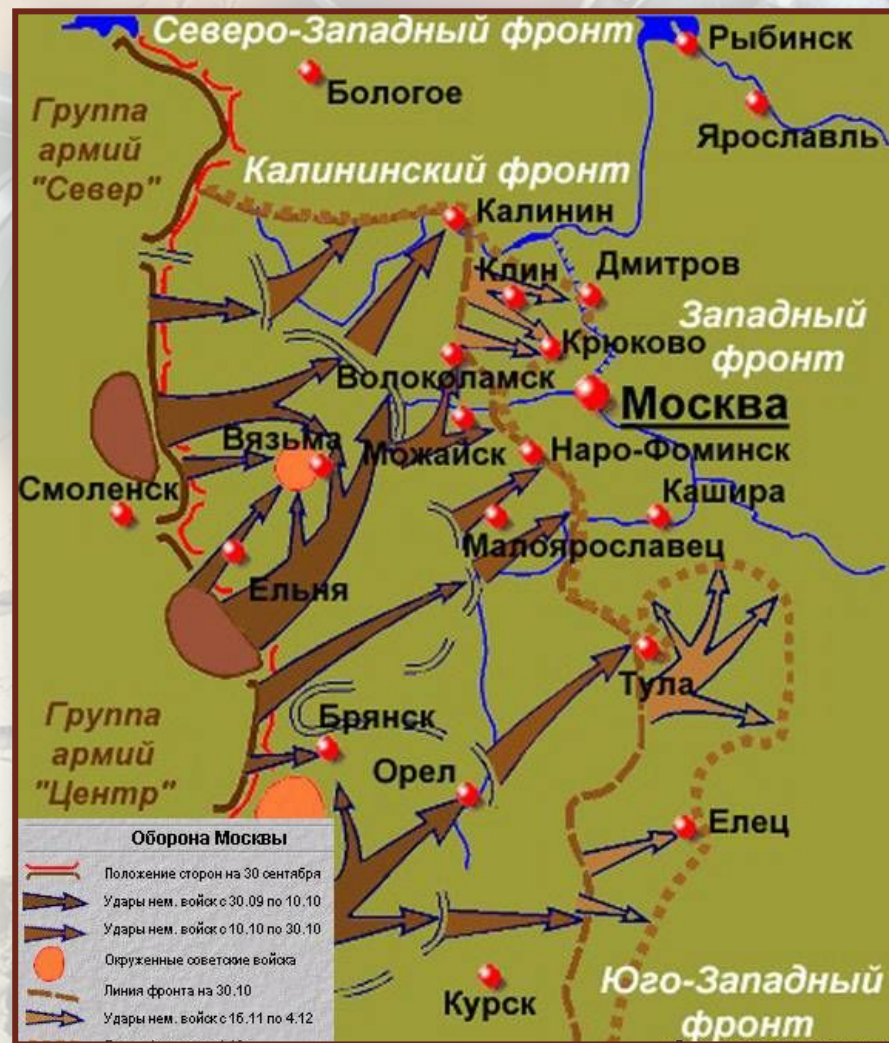 Северо-Западный фронт
Рыбинск
Бологое
Ярославль
Группа
армий
"Север"
Калининский фронт
Калинин
Клин
Дмитров
Западный
фронт
Крюково
Волоколамск
Москва
Вязьма
Можайск
Наро-Фоминск
Смоленск
Кашира
Малоярославец
Ельня
Тула
Группа
армий
"Центр"
Брянск
Орел
Елец
Курск
Юго-Западный
фронт
Оборона Москвы
Положение сторон на 30 сентября
Удары нем. войск с 30.09 по 10.10
Удары нем. войск с 10.10 по 30.10
Окруженные советские войска
Линия фронта на 30.10
Удары нем. войск с 16.11 по 4.12